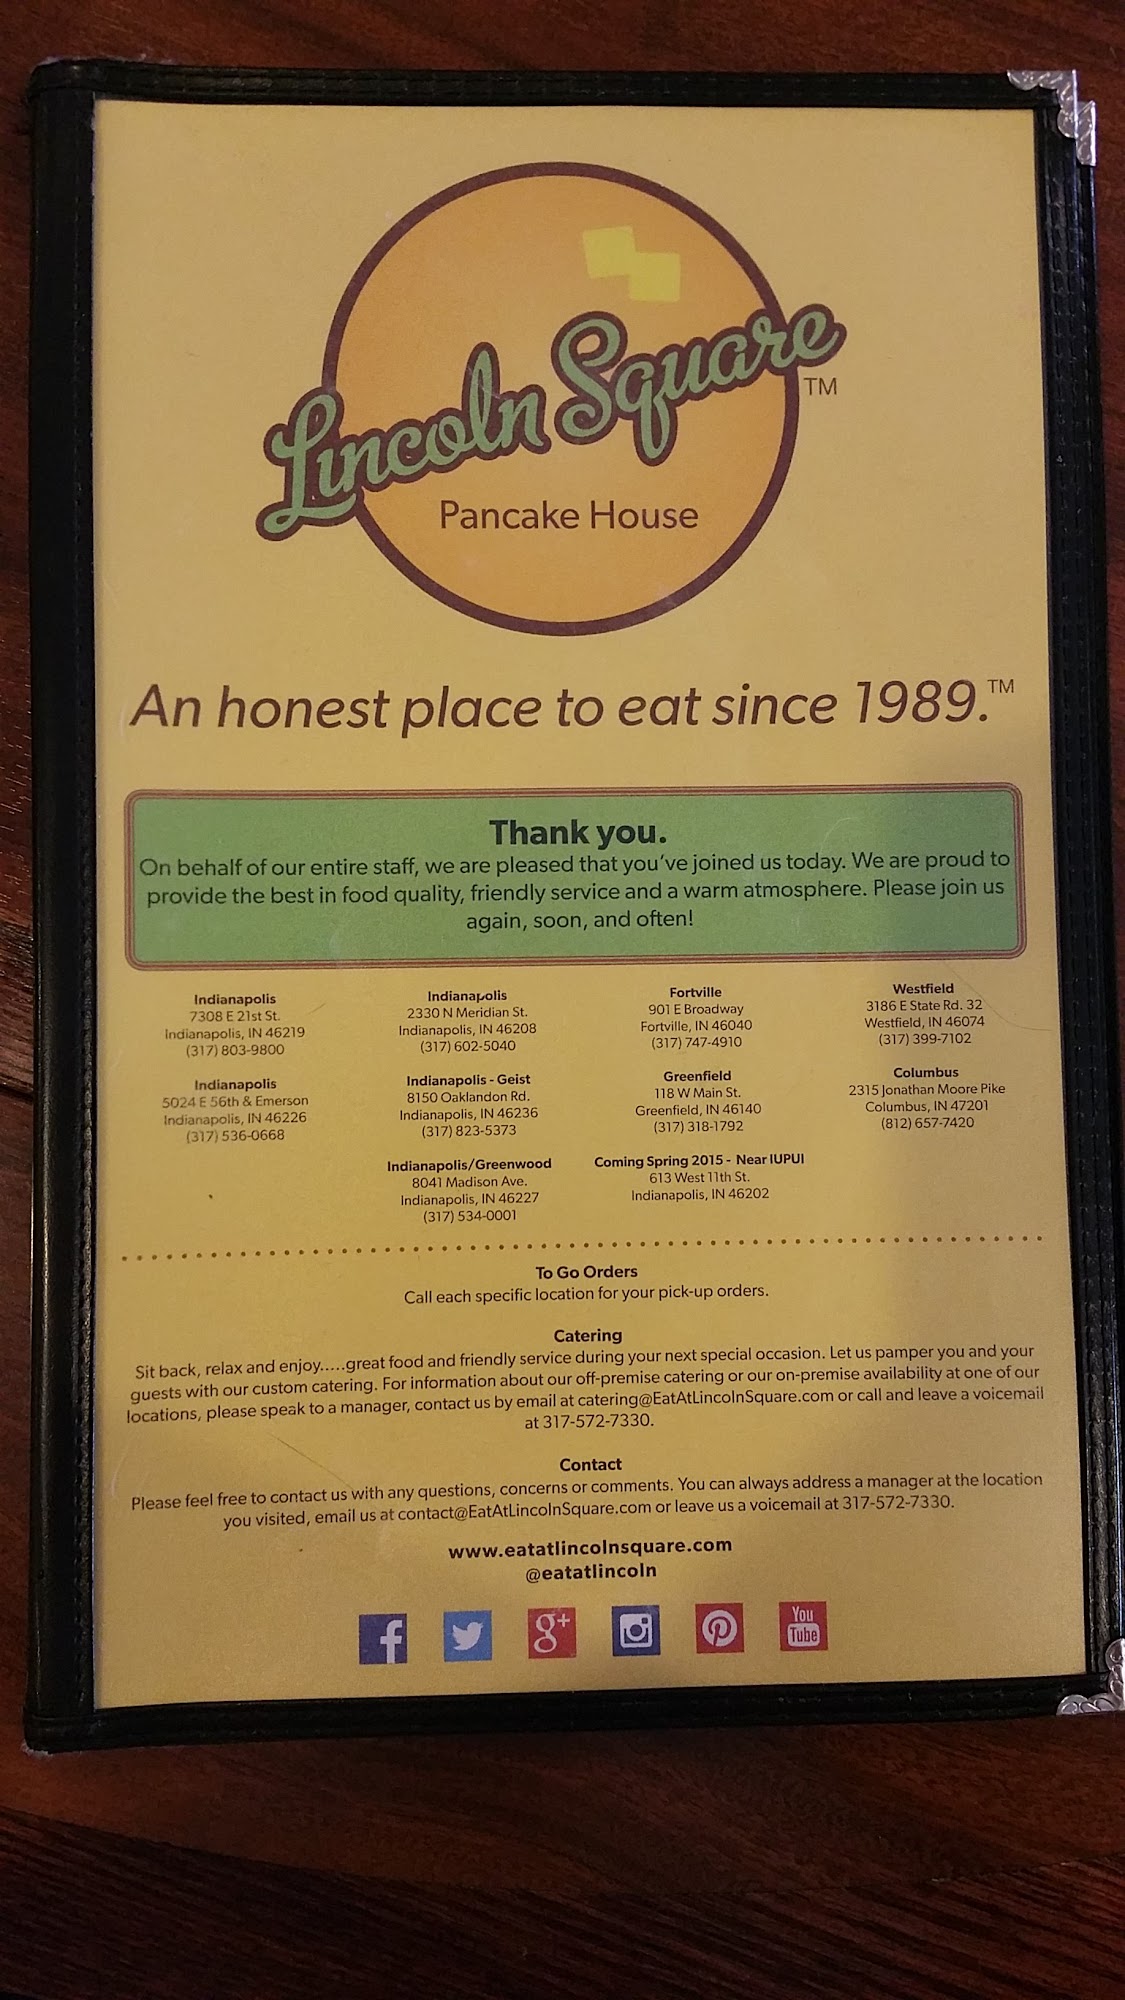 Lincoln Square
TM
Pancake House
An honest place to eat since 1989.™
Thank you.
On behalf of our entire staff, we are pleased that you've joined us today. We are proud to
provide the best in food quality, friendly service and a warm atmosphere. Please join us
again, soon, and often!
Indianapolis
7308 E 21st St.
Indianapolis, IN 46219
(317) 803-9800
Indianapolis
2330 N Meridian St.
Indianapolis, IN 46208
(317) 602-5040
Fortville
901 E Broadway
Fortville, IN 46040
(317) 747-4910
Westfield
3186 E State Rd. 32
Westfield, IN 46074
(317) 399-7102
Indianapolis
5024 E 56th & Emerson
Indianapolis, IN 46226
(317) 536-0668
Indianapolis - Geist
8150 Oaklandon Rd.
Indianapolis, IN 46236
(317) 823-5373
Greenfield
118 W Main St.
Greenfield, IN 46140
(317) 318-1792
Columbus
2315 Jonathan Moore Pike
Columbus, IN 47201
(812) 657-7420
Indianapolis/Greenwood
8041 Madison Ave.
Indianapolis, IN 46227
(317) 534-0001
Coming Spring 2015 - Near IUPUI
613 West 11th St.
Indianapolis, IN 46202
To Go Orders
Call each specific location for your pick-up orders.
Catering
Sit back, relax and enjoy.....great food and friendly service during your next special occasion. Let us pamper you and your
guests with our custom catering. For information about our off-premise catering or our on-premise availability at one of our
locations, please speak to a manager, contact us by email at catering@EatAtLincolnSquare.com or call and leave a voicemail
at 317-572-7330.
Contact
Please feel free to contact us with any questions, concerns or comments. You can always address a manager at the location
you visited, email us at contact@EatAtLincolnSquare.com or leave us a voicemail at 317-572-7330.
www.eatatlincolnsquare.com
@eatatlincoln
f
g+
You
Tube